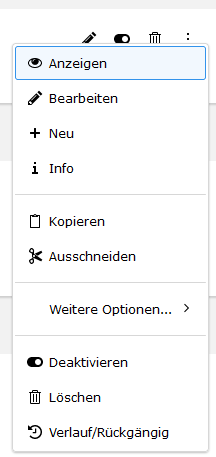 Anzeigen
Bearbeiten
Neu
Info
Kopieren
Ausschneiden
Weitere Optionen...
Deaktivieren
Löschen
Verlauf/Rückgängig